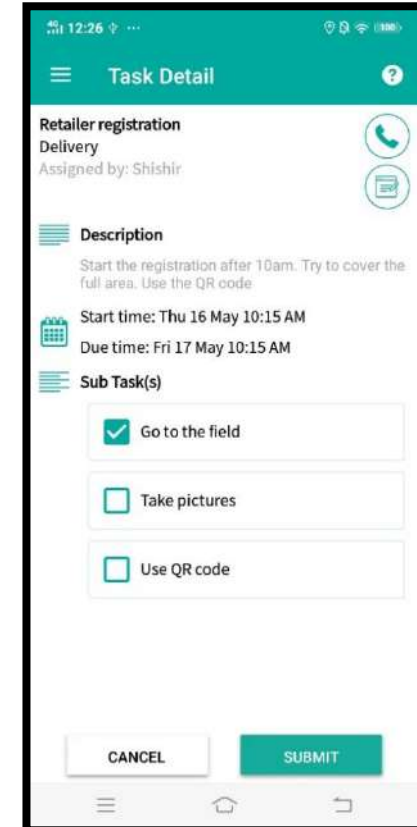 4G 12:26 ... 100
Task Detail ?
Retailer registration
Delivery
Assigned by: Shishir
Description
Start the registration after 10am. Try to cover the
full area. Use the QR code
Start time: Thu 16 May 10:15 AM
Due time: Fri 17 May 10:15 AM
Sub Task(s)
Go to the field
Take pictures
Use QR code
CANCEL SUBMIT